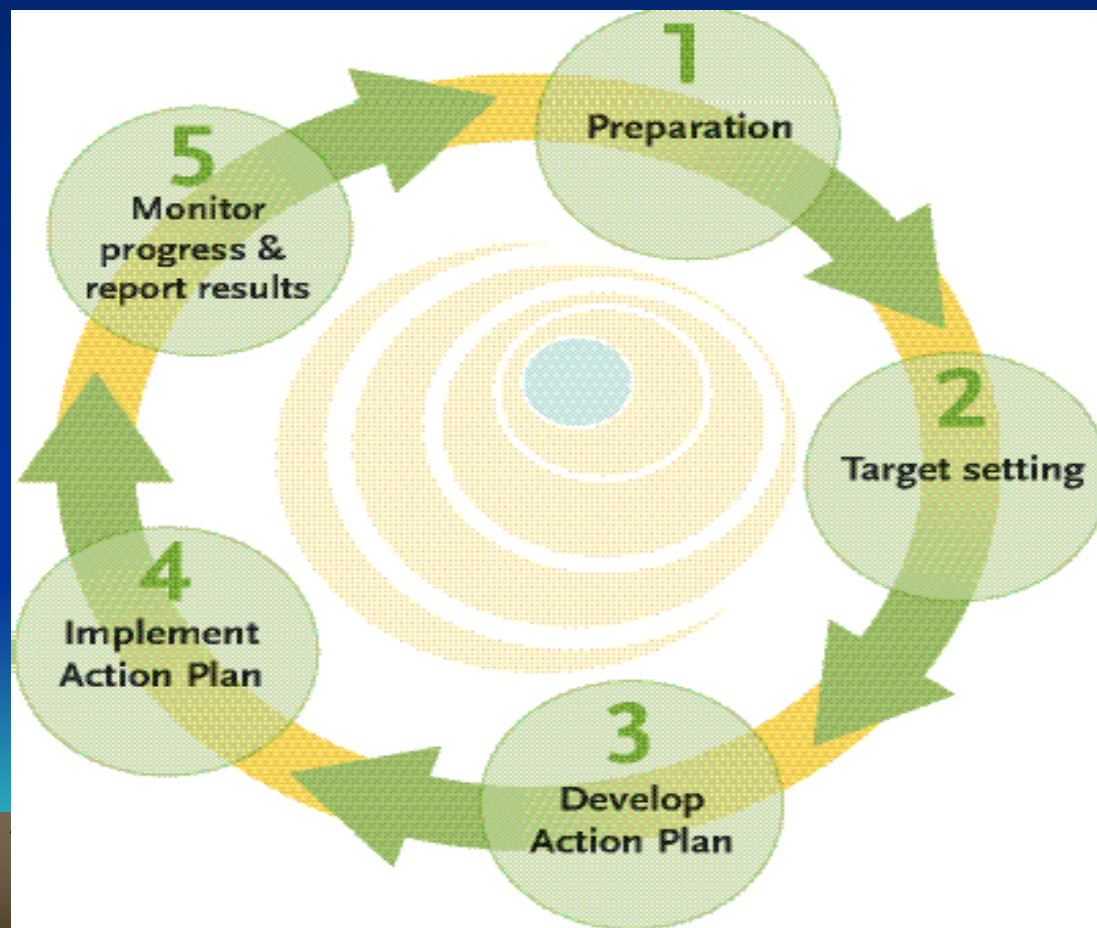 1
Preparation
2
Target setting
3
Develop
Action Plan
4
Implement
Action Plan
5
Monitor
progress &
report results